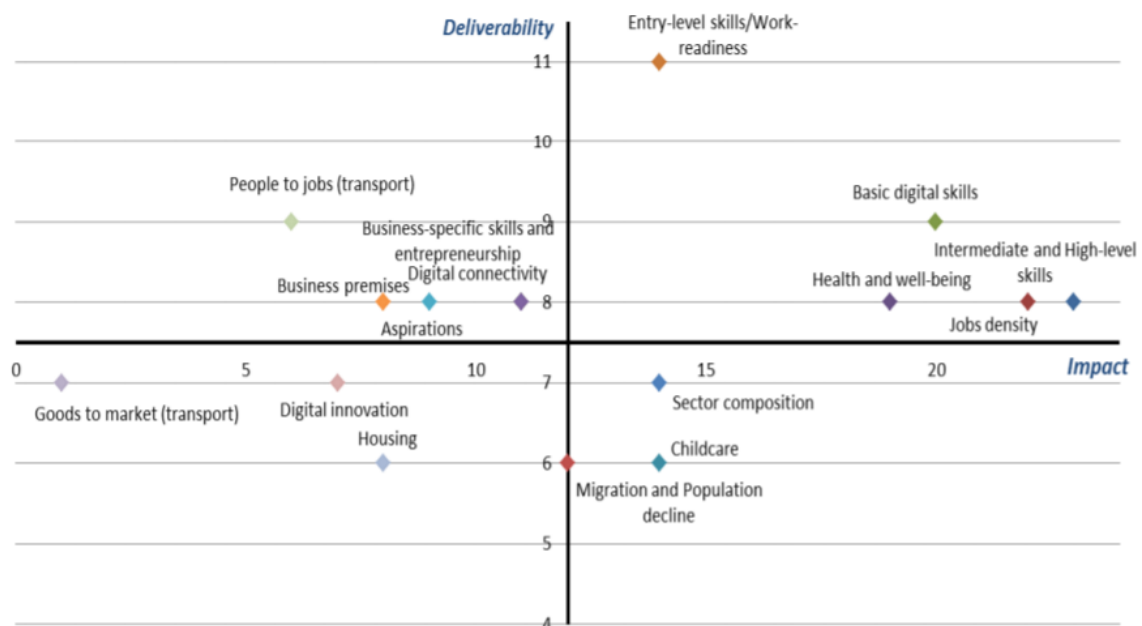 Deliverability
Entry-level skills/Work-
readiness
11
10
People to jobs (transport)
Basic digital skills
9
Business-specific skills and
entrepreneurship
Intermediate and High-level
skills
Digital connectivity
Health and well-being
Business premises
8
Aspirations
Jobs density
0
5
10
15
20
Impact
7
Goods to market (transport)
Digital innovation
Sector composition
Housing
Childcare
6
Migration and Population
decline
5
4